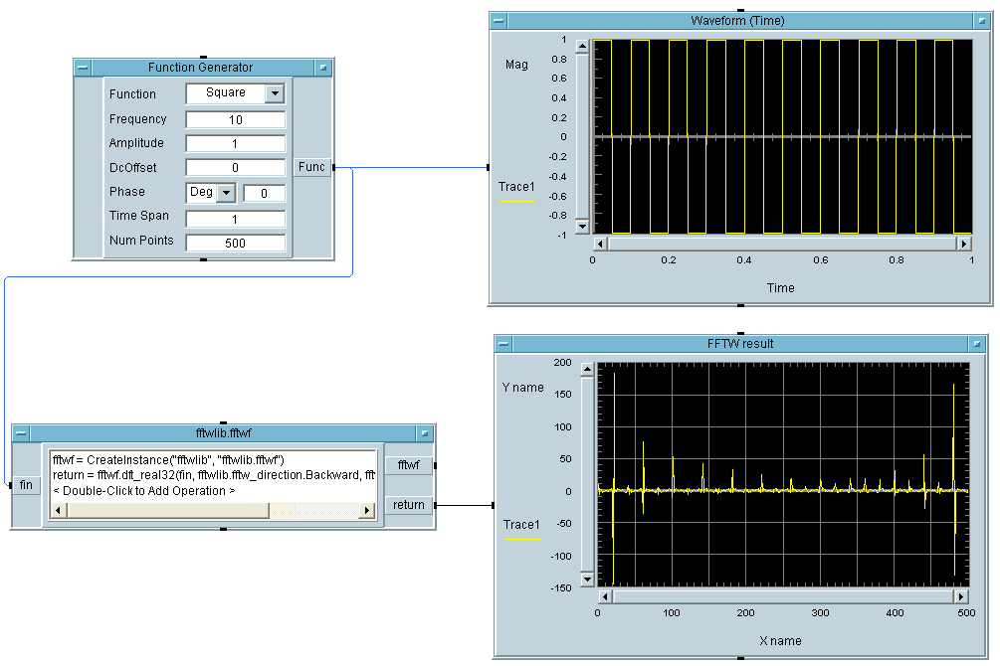 Function Generator
Function Square
Frequency 10
Amplitude 1
DcOffset 0
Phase Deg 0
Time Span 1
Num Points 500
Func
Waveform (Time)
Mag
Trace1
1
0.8
0.6
0.4
0.2
0
-0.2
-0.4
-0.6
-0.8
-1
0 0.2 0.4 0.6 0.8 1
Time
fftwlib.fftwf
fin
fftwf = CreateInstance("fftwlib", "fftwlib.fftwf")
return = fftwf.dft_real32(fin, fftwlib.fftw_direction.Backward, fft
< Double-Click to Add Operation >
fftwf
return
FFTW result
Y name
Trace1
200
150
100
50
0
-50
-100
-150
0 100 200 300 400 500
X name